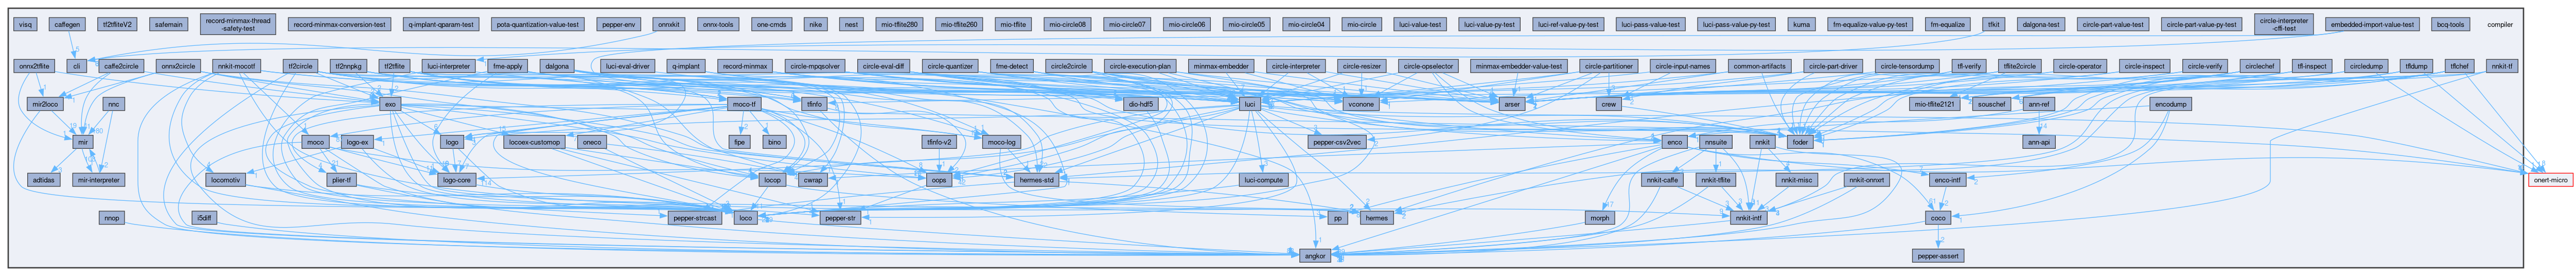 visq
caffegen
tf2tfliteV2
safemain
record-minmax-thread
-safety-test
record-minmax-conversion-test
q-implant-qparam-test
pota-quantization-value-test
pepper-env
onnxkit
onnx-tools
one-cmds
nike
nest
mio-tflite280
mio-tflite260
mio-tflite
mio-circle08
mio-circle07
mio-circle06
mio-circle05
mio-circle04
mio-circle
luci-value-test
luci-value-py-test
luci-ref-value-py-test
luci-pass-value-test
luci-pass-value-py-test
kuma
fm-equalize-value-py-test
fm-equalize
tfkit
dalgona-test
circle-part-value-test
circle-part-value-py-test
circle-interpreter
-cffi-test
embedded-import-value-test
bcq-tools
compiler
onnx2tflite
cli
caffe2circle
onnx2circle
nnkit-mocotf
tf2circle
tf2nnpkg
tf2tflite
luci-interpreter
fme-apply
dalgona
luci-eval-driver
q-implant
record-minmax
circle-mpqsolver
circle-eval-diff
circle-quantizer
fme-detect
circle2circle
circle-execution-plan
minmax-embedder
circle-interpreter
circle-resizer
circle-opselector
minmax-embedder-value-test
circle-partitioner
circle-input-names
common-artifacts
circle-part-driver
circle-tensordump
tfl-verify
tflite2circle
circle-operator
circle-inspect
circle-verify
circlechef
tfl-inspect
circledump
tfldump
tflchef
nnkit-tf
mir2loco
nnc
exo
moco-tf
tfinfo
dio-hdf5
luci
vconone
arser
crew
mio-tflite2121
souschef
ann-ref
encodump
mir
moco
logo-ex
logo
locoex-customop
oneco
fipe
bino
tfinfo-v2
moco-log
pepper-csv2vec
enco
nnsuite
nnkit
foder
ann-api
adtidas
mir-interpreter
locomotiv
plier-tf
logo-core
locop
cwrap
oops
hermes-std
luci-compute
nnkit-caffe
nnkit-tflite
nnkit-misc
nnkit-onnxrt
enco-intf
onert-micro
nnop
i5diff
pepper-strcast
loco
pepper-str
pp
hermes
morph
nnkit-intf
coco
angkor
pepper-assert